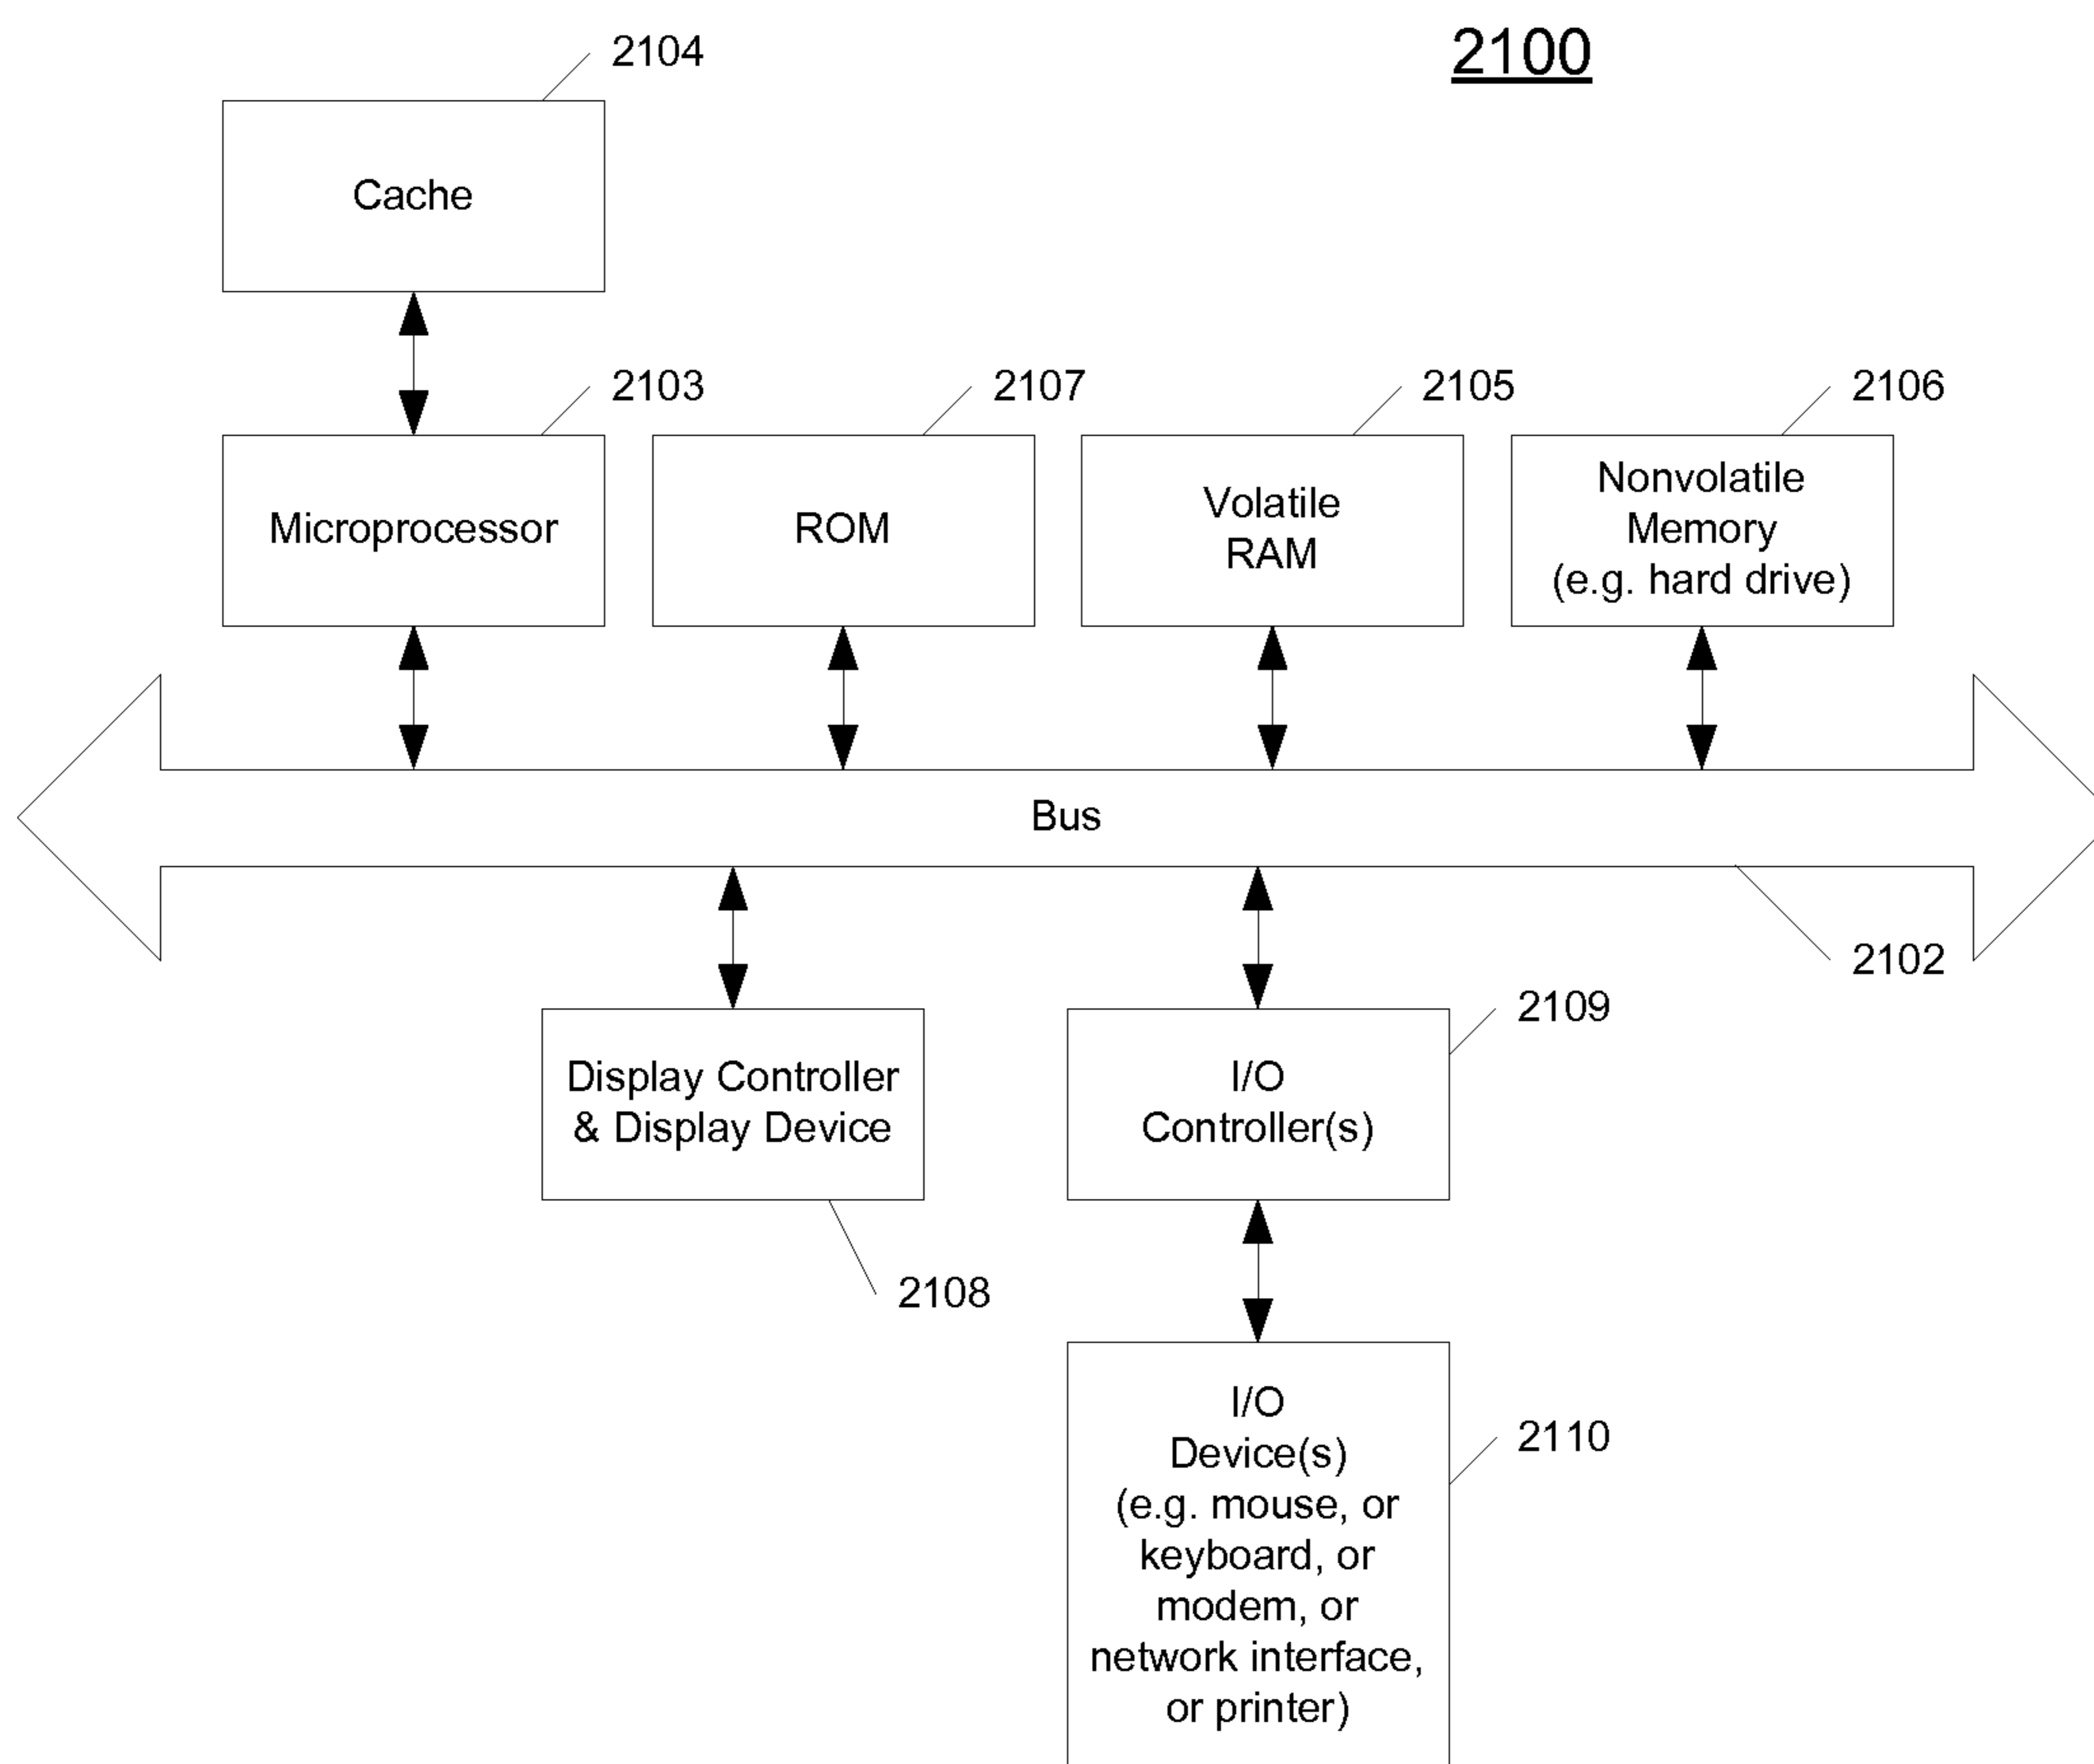 2100
2104
Cache
2103
2107
2105
2106
Microprocessor
ROM
Volatile
RAM
Nonvolatile
Memory
(e.g. hard drive)
Bus
2102
Display Controller
& Display Device
2108
2109
I/O
Controller(s)
2110
I/O
Device(s)
(e.g. mouse, or
keyboard, or
modem, or
network interface,
or printer)